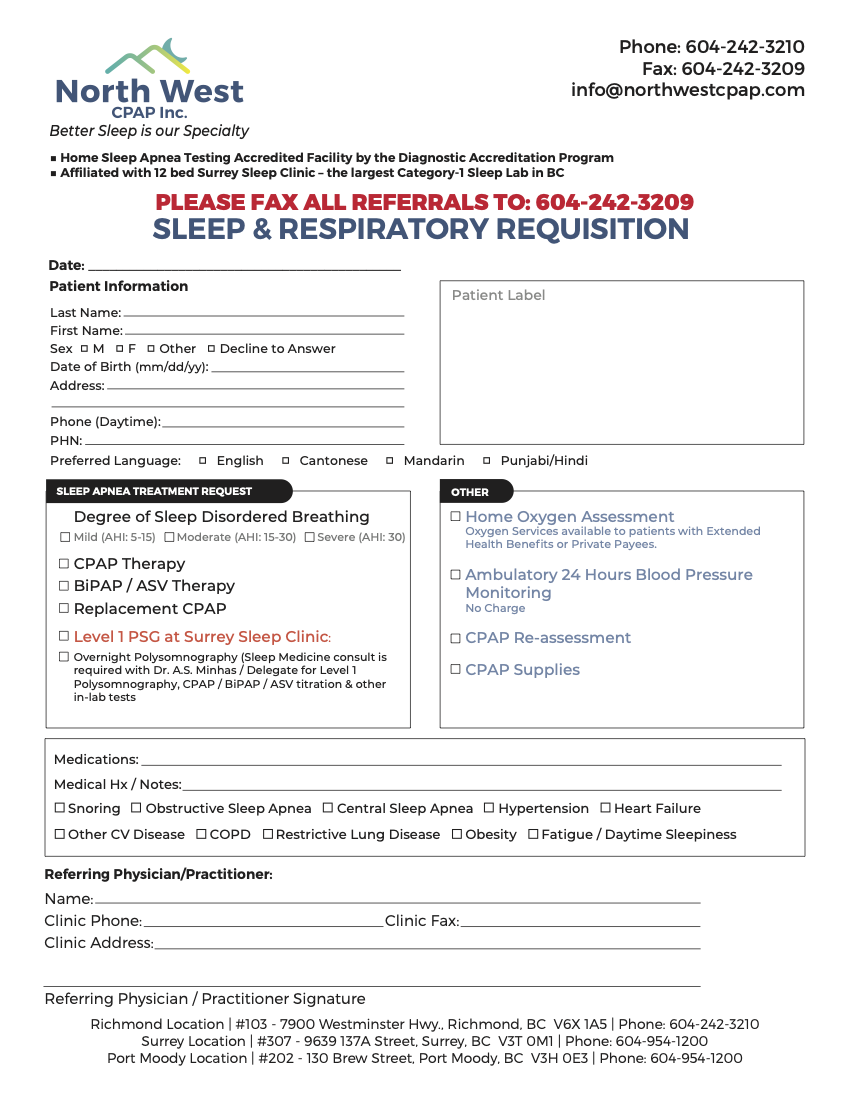 North West
CPAP Inc.
Better Sleep is our Specialty
Phone: 604-242-3210
Fax: 604-242-3209
info@northwestcpap.com
▪ Home Sleep Apnea Testing Accredited Facility by the Diagnostic Accreditation Program
▪ Affiliated with 12 bed Surrey Sleep Clinic – the largest Category-1 Sleep Lab in BC
PLEASE FAX ALL REFERRALS TO: 604-242-3209
SLEEP & RESPIRATORY REQUISITION
Date:
Patient Information
Last Name:
First Name:
Sex □ M □ F □ Other □ Decline to Answer
Date of Birth (mm/dd/yy):
Address:
Phone (Daytime):
PHN:
Patient Label
Preferred Language: □ English □ Cantonese □ Mandarin □ Punjabi/Hindi
SLEEP APNEA TREATMENT REQUEST
Degree of Sleep Disordered Breathing
□ Mild (AHI: 5-15) □ Moderate (AHI: 15-30) □ Severe (AHI: 30)
□ CPAP Therapy
□ BiPAP / ASV Therapy
□ Replacement CPAP
□ Level 1 PSG at Surrey Sleep Clinic:
□ Overnight Polysomnography (Sleep Medicine consult is
required with Dr. A.S. Minhas / Delegate for Level 1
Polysomnography, CPAP / BiPAP / ASV titration & other
in-lab tests
OTHER
□ Home Oxygen Assessment
Oxygen Services available to patients with Extended
Health Benefits or Private Payees.
□ Ambulatory 24 Hours Blood Pressure
Monitoring
No Charge
□ CPAP Re-assessment
□ CPAP Supplies
Medications:
Medical Hx / Notes:
□ Snoring □ Obstructive Sleep Apnea □ Central Sleep Apnea □ Hypertension □ Heart Failure
□ Other CV Disease □ COPD □ Restrictive Lung Disease □ Obesity □ Fatigue / Daytime Sleepiness
Referring Physician/Practitioner:
Name:
Clinic Phone: Clinic Fax:
Clinic Address:
Referring Physician / Practitioner Signature
Richmond Location | #103 - 7900 Westminster Hwy., Richmond, BC V6X 1A5 | Phone: 604-242-3210
Surrey Location | #307 - 9639 137A Street, Surrey, BC V3T 0M1 | Phone: 604-954-1200
Port Moody Location | #202 - 130 Brew Street, Port Moody, BC V3H 0E3 | Phone: 604-954-1200